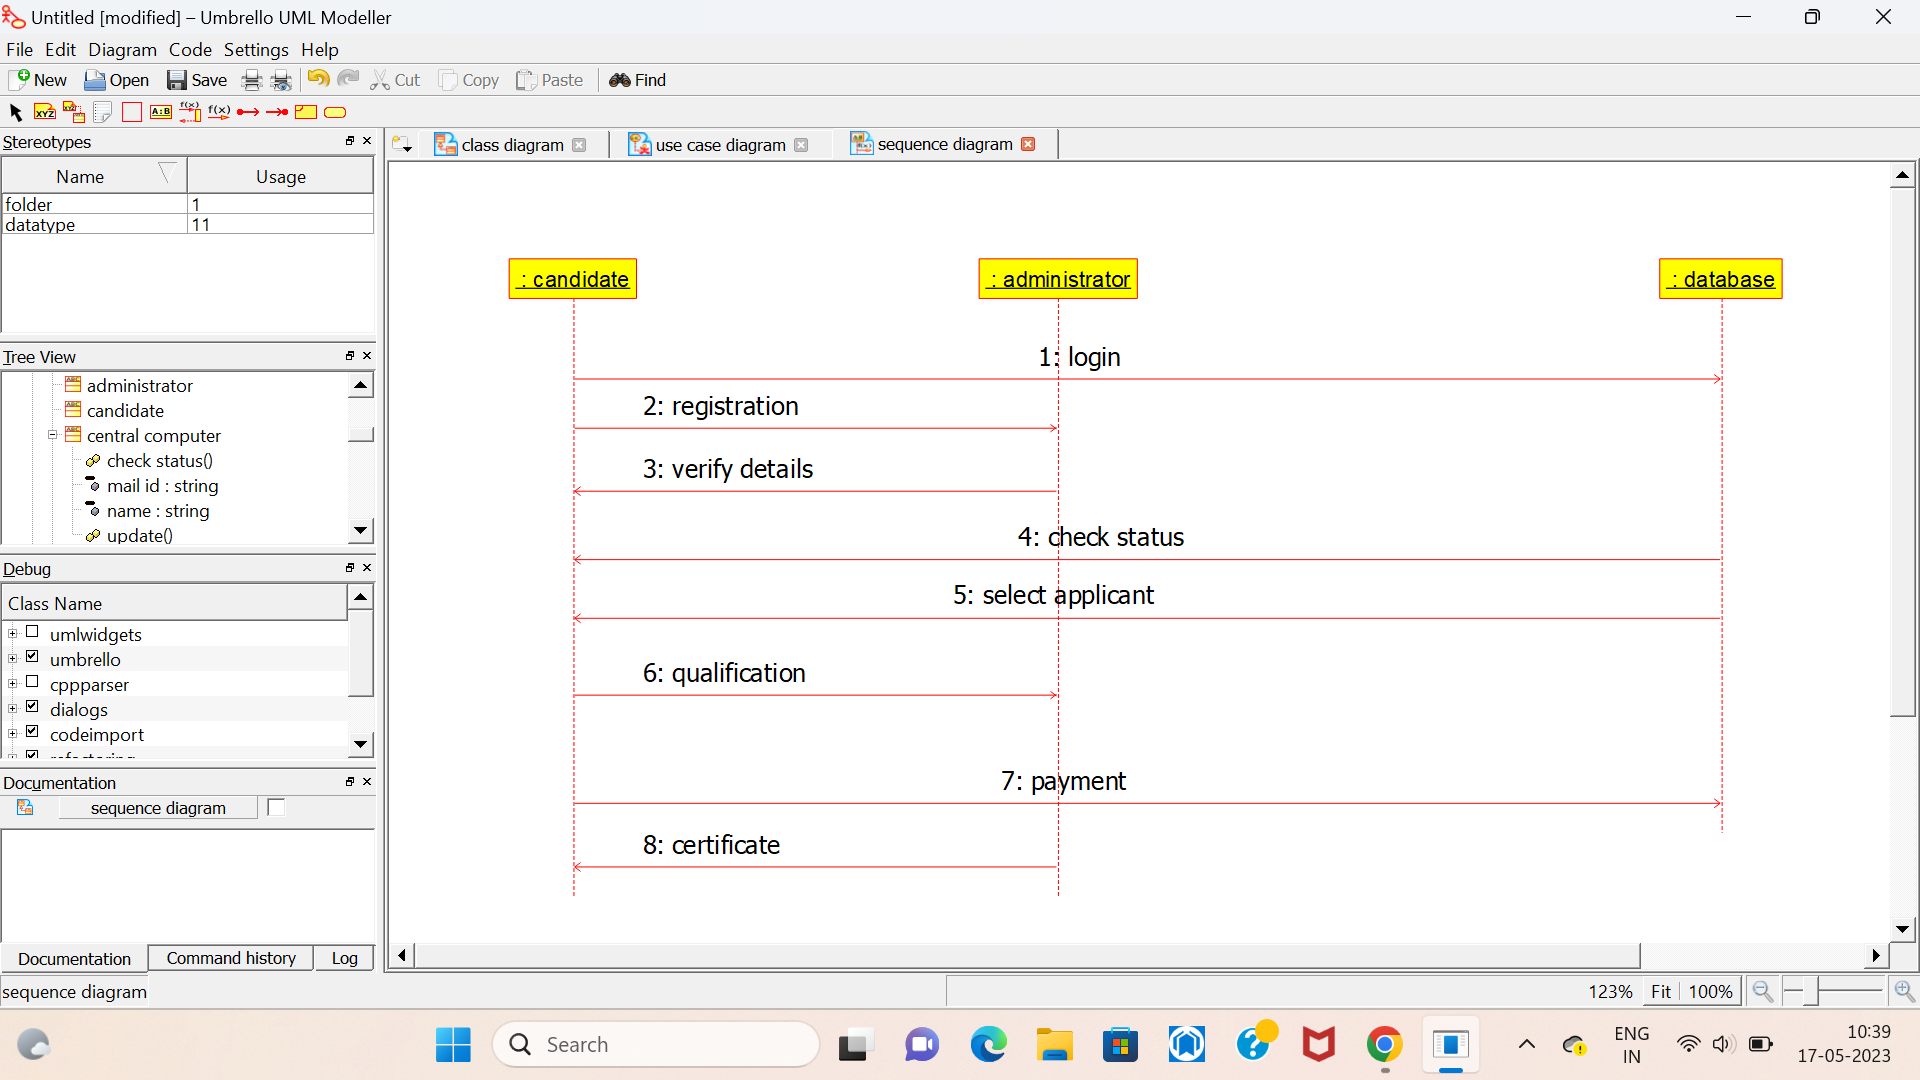 Untitled [modified] – Umbrello UML Modeller
File Edit Diagram Code Settings Help
New Open Save Cut Copy Paste Find
XYZ XYZ A:B f(x) f(x)
Stereotypes
class diagram use case diagram sequence diagram
Name Usage
folder 1
datatype 11
: candidate : administrator : database
1: login
2: registration
3: verify details
4: check status
5: select applicant
6: qualification
7: payment
8: certificate
Tree View
administrator
candidate
central computer
check status()
mail id : string
name : string
update()
Debug
Class Name
umlwidgets
umbrello
cppparser
dialogs
codeimport
Documentation
sequence diagram
Documentation Command history Log
sequence diagram
123% Fit 100%
Search
ENG
IN
10:39
17-05-2023